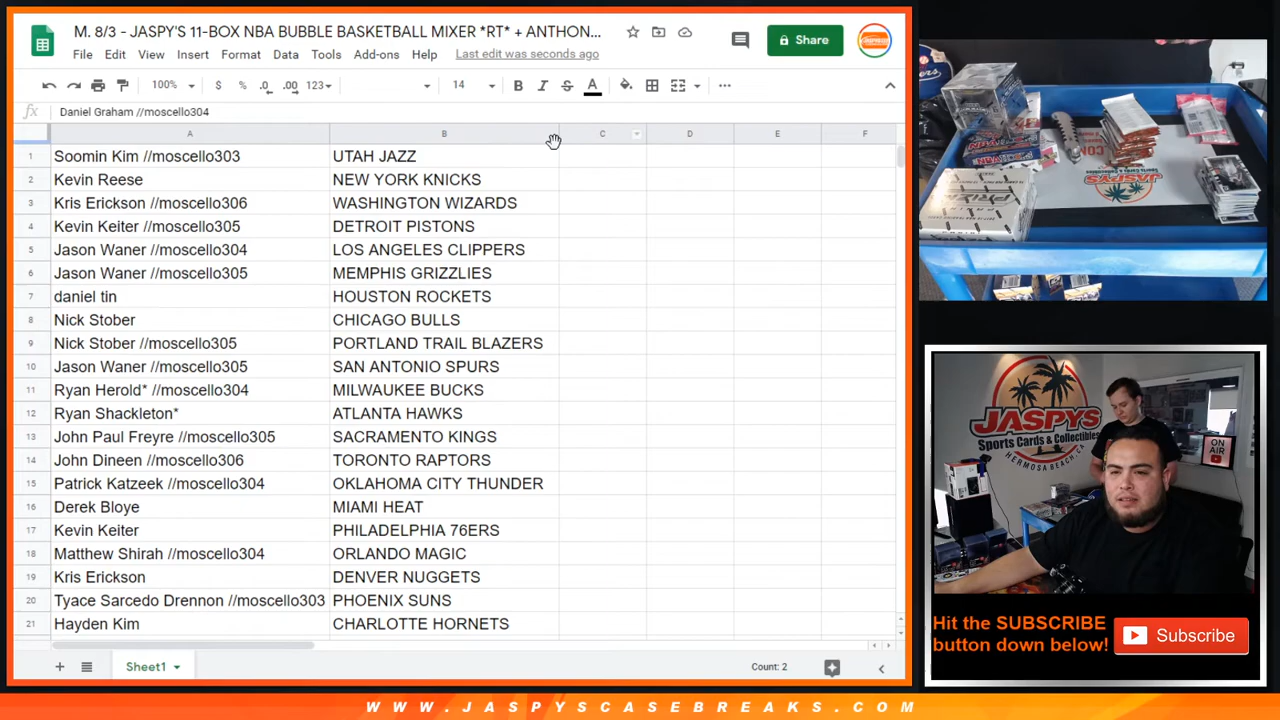 M. 8/3 - JASPY'S 11-BOX NBA BUBBLE BASKETBALL MIXER *RT* + ANTHON...
File Edit View Insert Format Data Tools Add-ons Help Last edit was seconds ago
Share
100% $ % .0 .00 123 14 B I S A
fx Daniel Graham //moscello304
A B C D E F
1 Soomin Kim //moscello303 UTAH JAZZ
2 Kevin Reese NEW YORK KNICKS
3 Kris Erickson //moscello306 WASHINGTON WIZARDS
4 Kevin Keiter //moscello305 DETROIT PISTONS
5 Jason Waner //moscello304 LOS ANGELES CLIPPERS
6 Jason Waner //moscello305 MEMPHIS GRIZZLIES
7 daniel tin HOUSTON ROCKETS
8 Nick Stober CHICAGO BULLS
9 Nick Stober //moscello305 PORTLAND TRAIL BLAZERS
10 Jason Waner //moscello305 SAN ANTONIO SPURS
11 Ryan Herold* //moscello304 MILWAUKEE BUCKS
12 Ryan Shackleton* ATLANTA HAWKS
13 John Paul Freyre //moscello305 SACRAMENTO KINGS
14 John Dineen //moscello306 TORONTO RAPTORS
15 Patrick Katzeek //moscello304 OKLAHOMA CITY THUNDER
16 Derek Bloye MIAMI HEAT
17 Kevin Keiter PHILADELPHIA 76ERS
18 Matthew Shirah //moscello304 ORLANDO MAGIC
19 Kris Erickson DENVER NUGGETS
20 Tyace Sarcedo Drennon //moscello303 PHOENIX SUNS
21 Hayden Kim CHARLOTTE HORNETS
Sheet1 Count: 2
JASPYS
JASPYS
Sports Cards & Collectibles
HERMOSA BEACH, CA
ON AIR
Hit the SUBSCRIBE
button down below!
Subscribe
WWW.JASPYSCASEBREAKS.COM